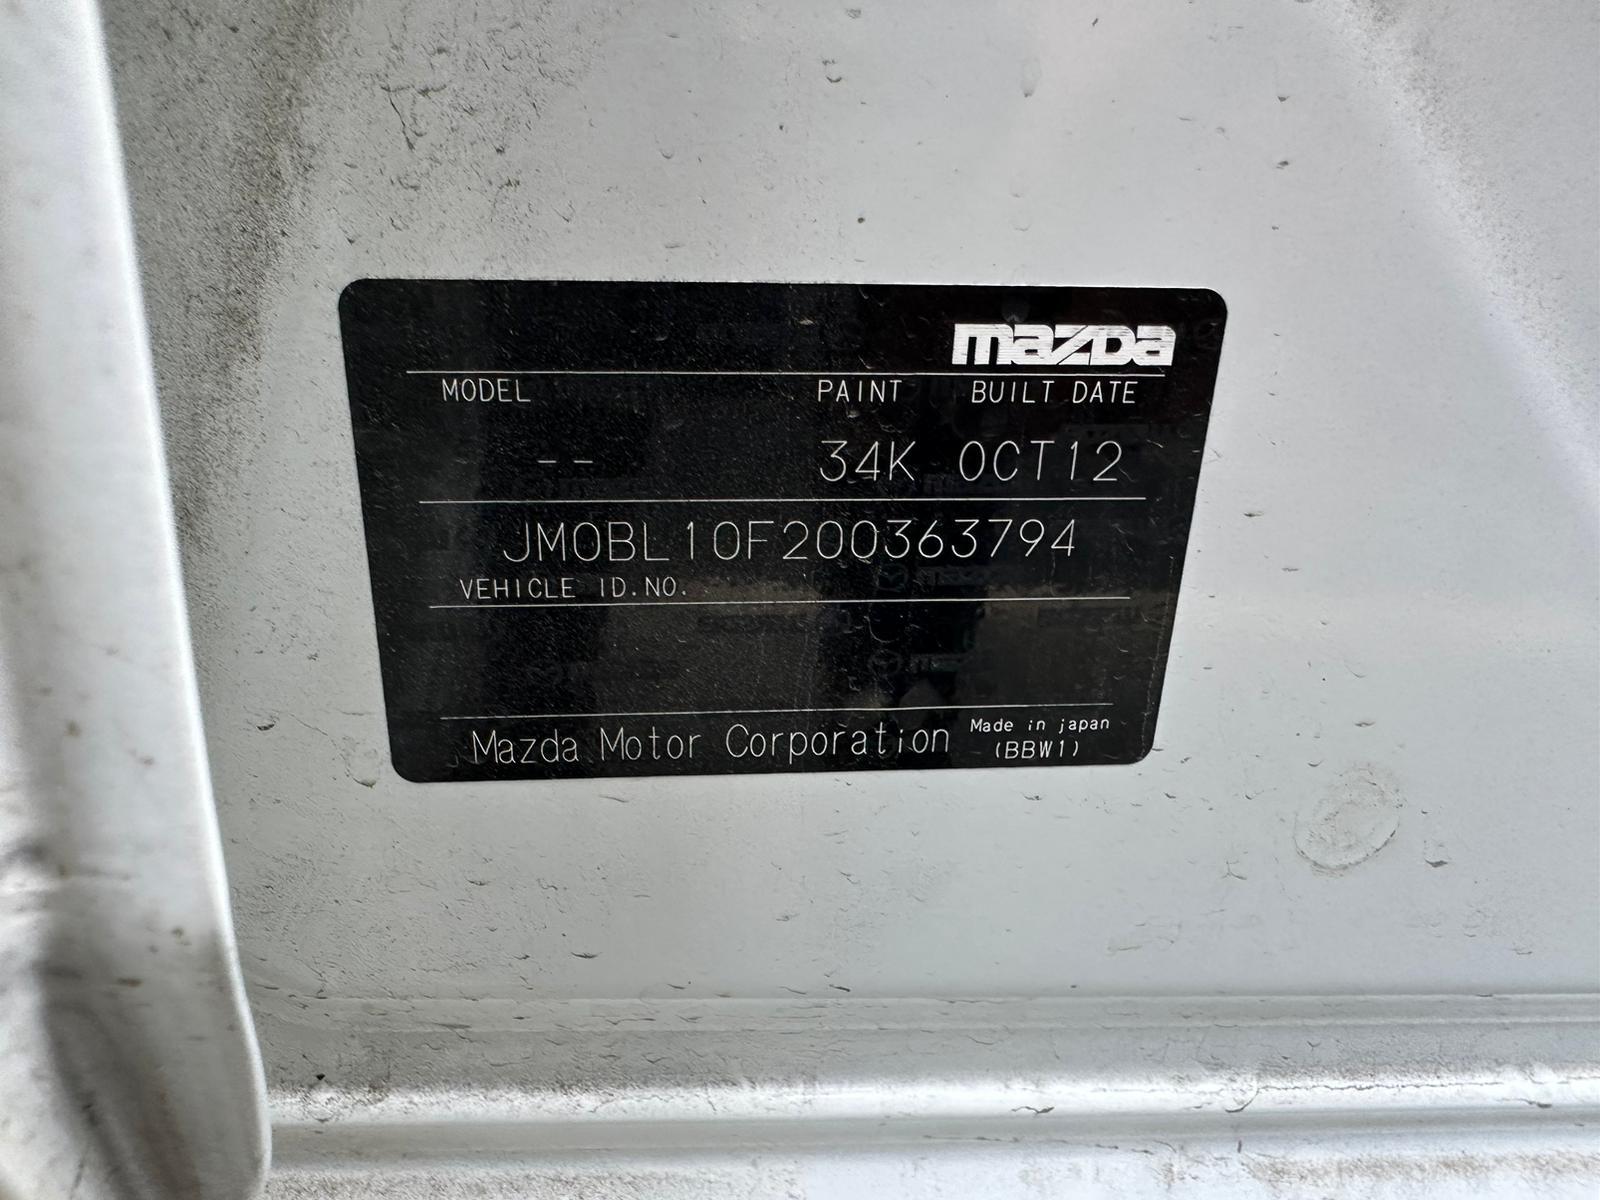 mazda
MODEL PAINT BUILT DATE
-- 34K OCT12
JM0BL10F200363794
VEHICLE ID.NO.
Mazda Motor Corporation Made in japan
(BBW1)